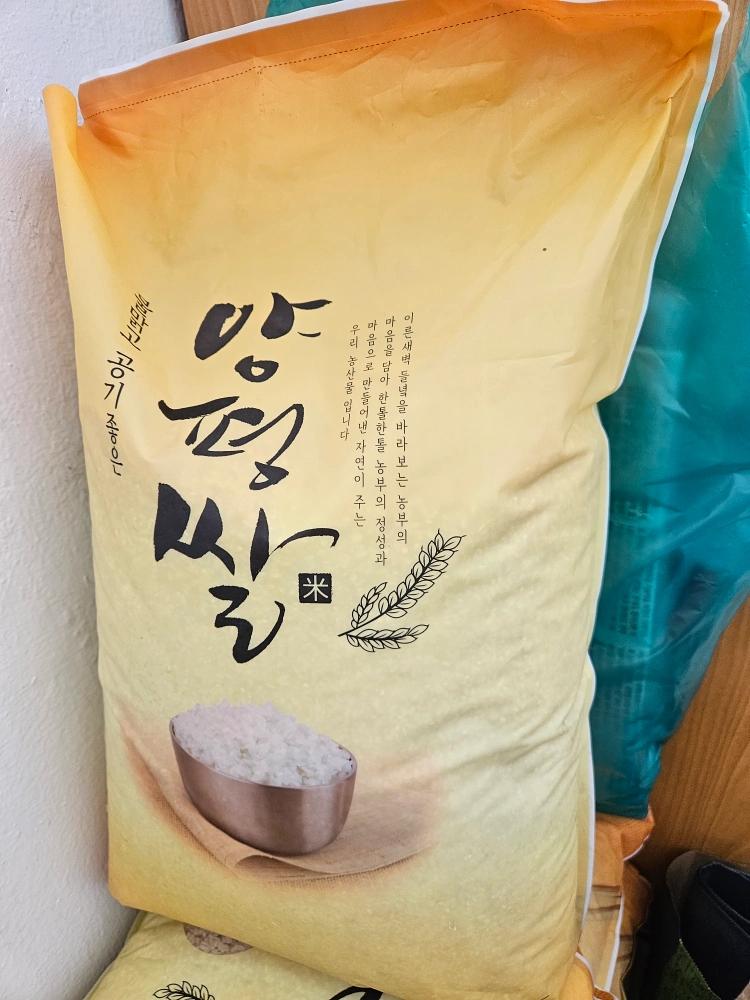 물맑고 공기 좋은
양평쌀
米
이른새벽 들녘을 바라보는 농부의
마음을 담아 한톨한톨 농부의 정성과
마음으로 만들어낸 자연이 주는
우리 농산물 입니다